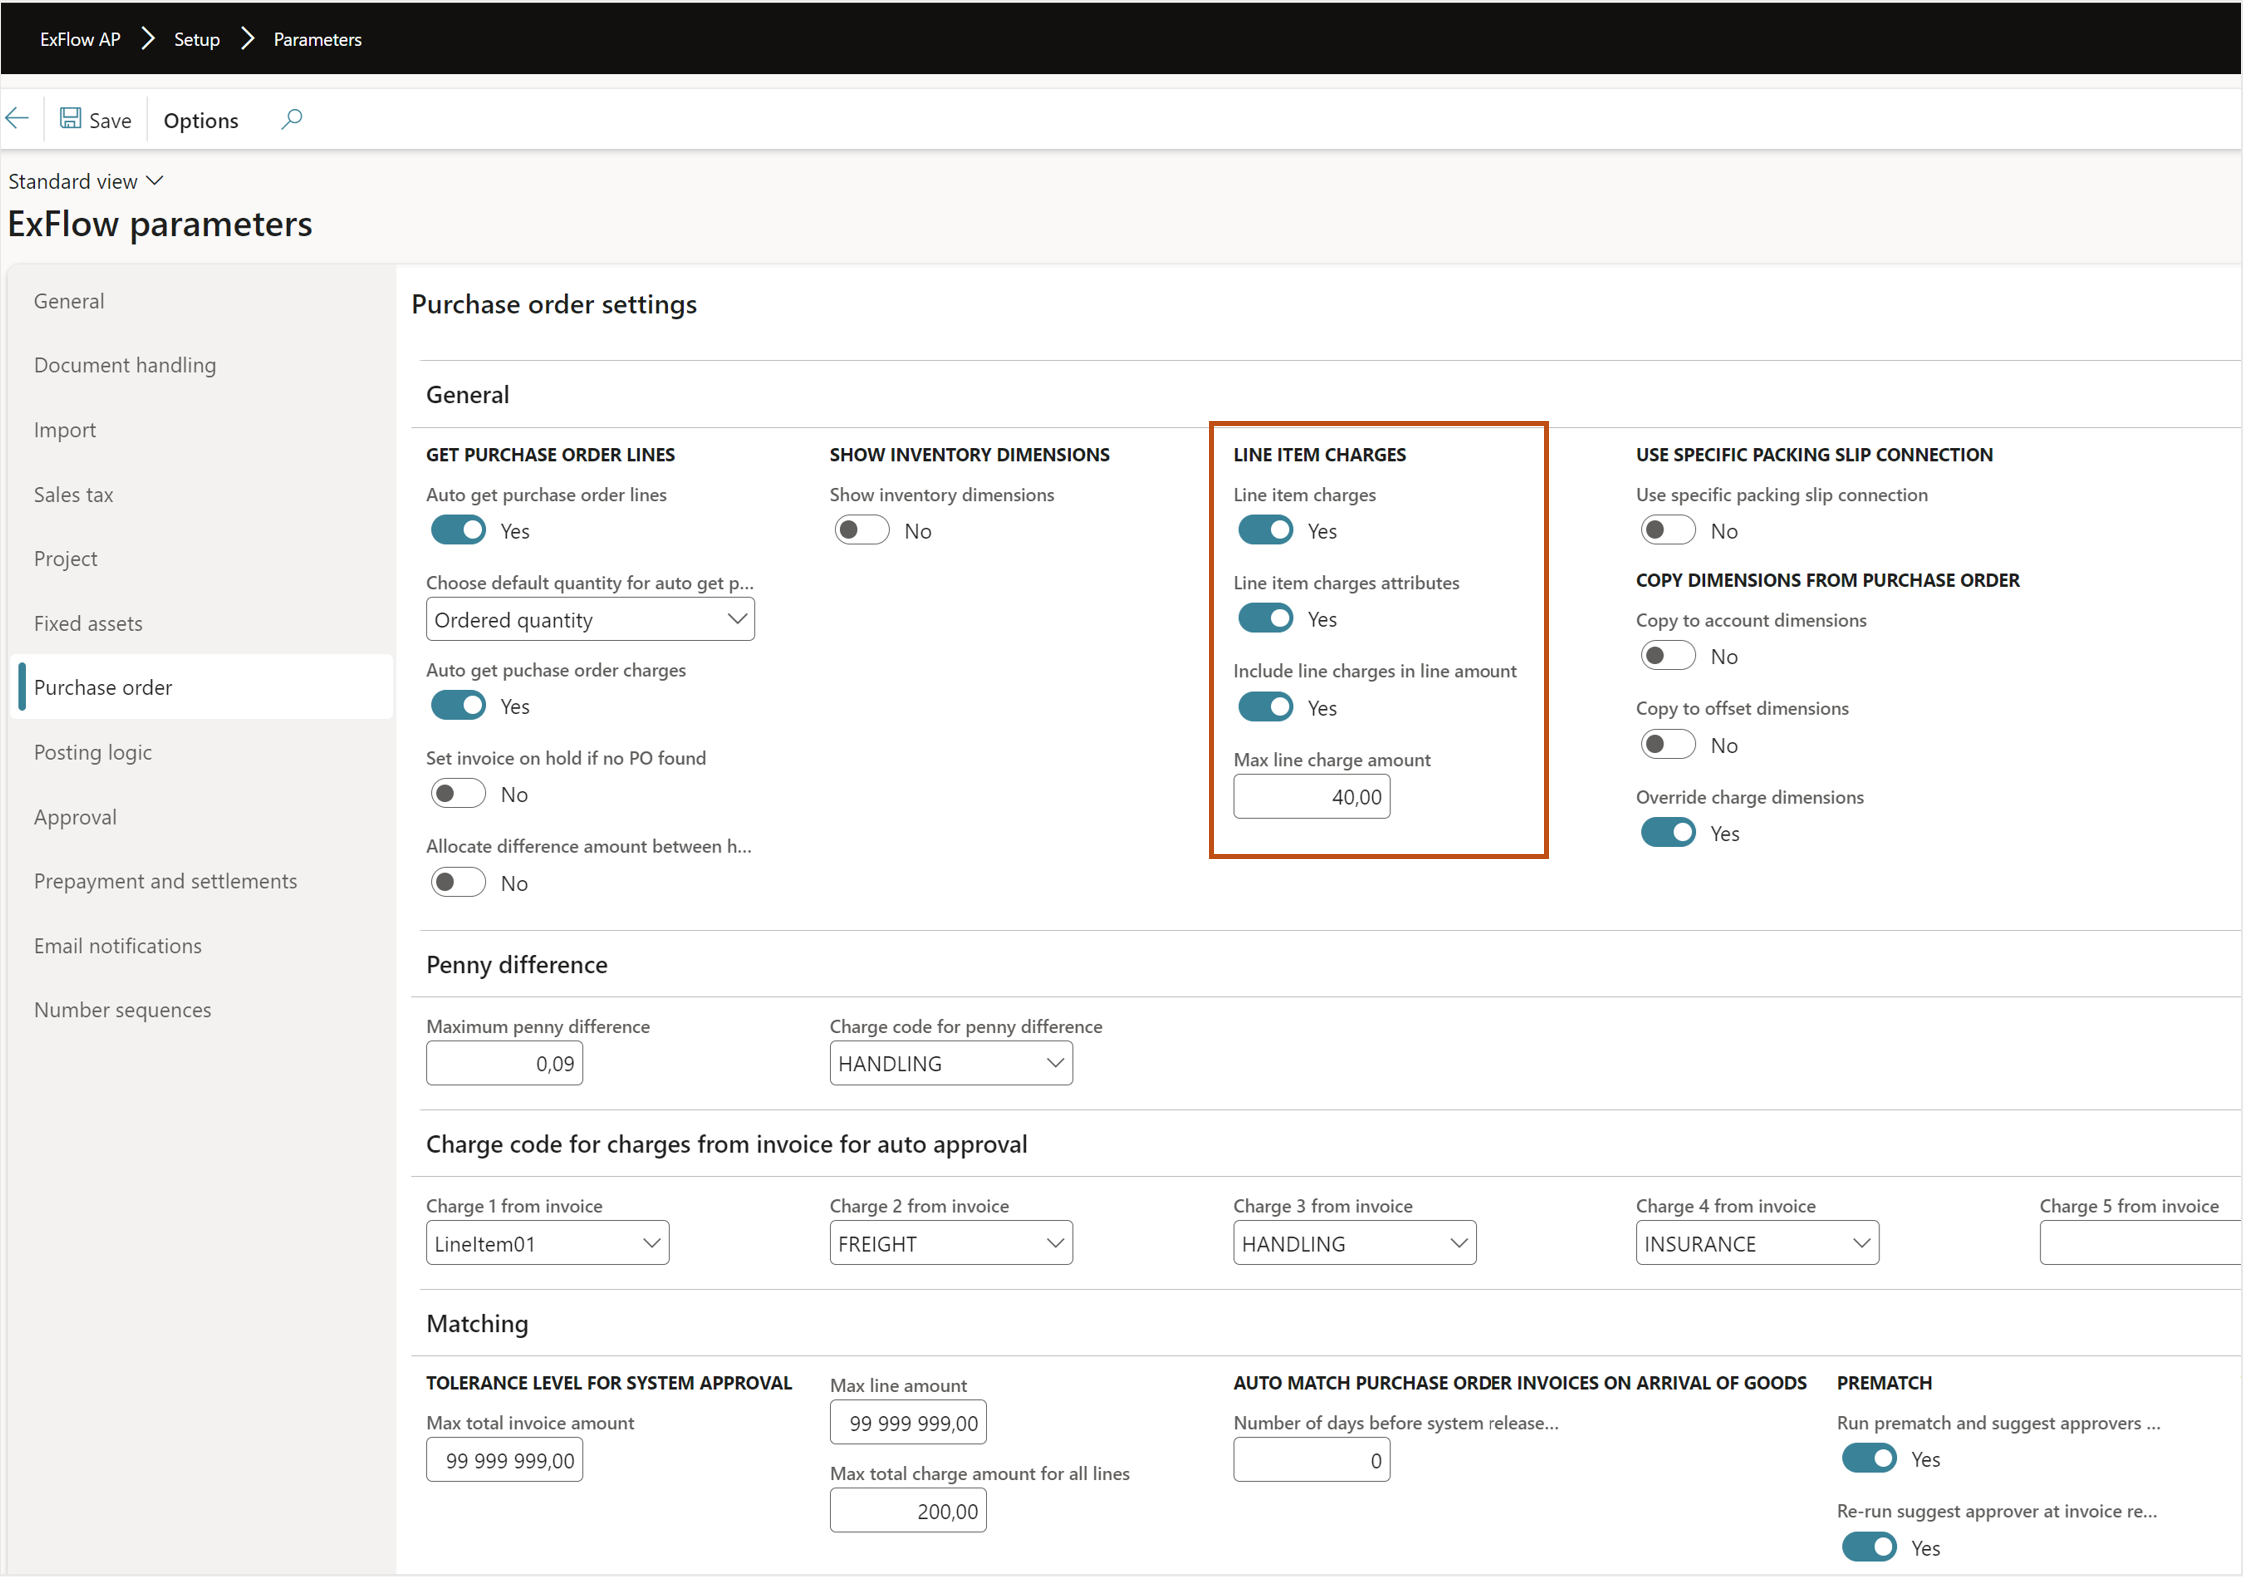 ExFlow AP > Setup > Parameters
Save Options
Standard view
ExFlow parameters
General
Document handling
Import
Sales tax
Project
Fixed assets
Purchase order
Posting logic
Approval
Prepayment and settlements
Email notifications
Number sequences
Purchase order settings
General
GET PURCHASE ORDER LINES
Auto get purchase order lines
Yes
Choose default quantity for auto get p...
Ordered quantity
Auto get puchase order charges
Yes
Set invoice on hold if no PO found
No
Allocate difference amount between h...
No
SHOW INVENTORY DIMENSIONS
Show inventory dimensions
No
LINE ITEM CHARGES
Line item charges
Yes
Line item charges attributes
Yes
Include line charges in line amount
Yes
Max line charge amount
40,00
USE SPECIFIC PACKING SLIP CONNECTION
Use specific packing slip connection
No
COPY DIMENSIONS FROM PURCHASE ORDER
Copy to account dimensions
No
Copy to offset dimensions
No
Override charge dimensions
Yes
Penny difference
Maximum penny difference
0,09
Charge code for penny difference
HANDLING
Charge code for charges from invoice for auto approval
Charge 1 from invoice
LineItem01
Charge 2 from invoice
FREIGHT
Charge 3 from invoice
HANDLING
Charge 4 from invoice
INSURANCE
Charge 5 from invoice
Matching
TOLERANCE LEVEL FOR SYSTEM APPROVAL
Max total invoice amount
99 999 999,00
Max line amount
99 999 999,00
Max total charge amount for all lines
200,00
AUTO MATCH PURCHASE ORDER INVOICES ON ARRIVAL OF GOODS
Number of days before system release...
0
PREMATCH
Run prematch and suggest approvers ...
Yes
Re-run suggest approver at invoice re...
Yes